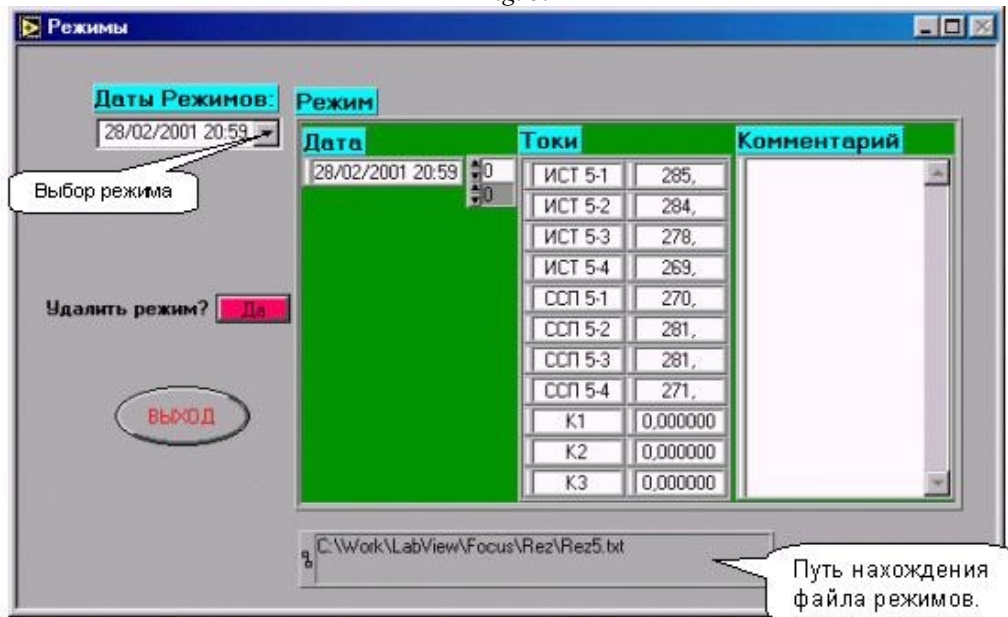 Режимы
Даты Режимов:
28/02/2001 20:59
Выбор режима
Удалить режим? Да
ВЫХОД
Режим
Дата
28/02/2001 20:59
0
0
Токи
ИСТ 5-1 285,
ИСТ 5-2 284,
ИСТ 5-3 278,
ИСТ 5-4 269,
ССП 5-1 270,
ССП 5-2 281,
ССП 5-3 281,
ССП 5-4 271,
К1 0,000000
К2 0,000000
К3 0,000000
Комментарий
C:\Work\LabView\Focus\Rez\Rez5.txt
Путь нахождения
файла режимов.